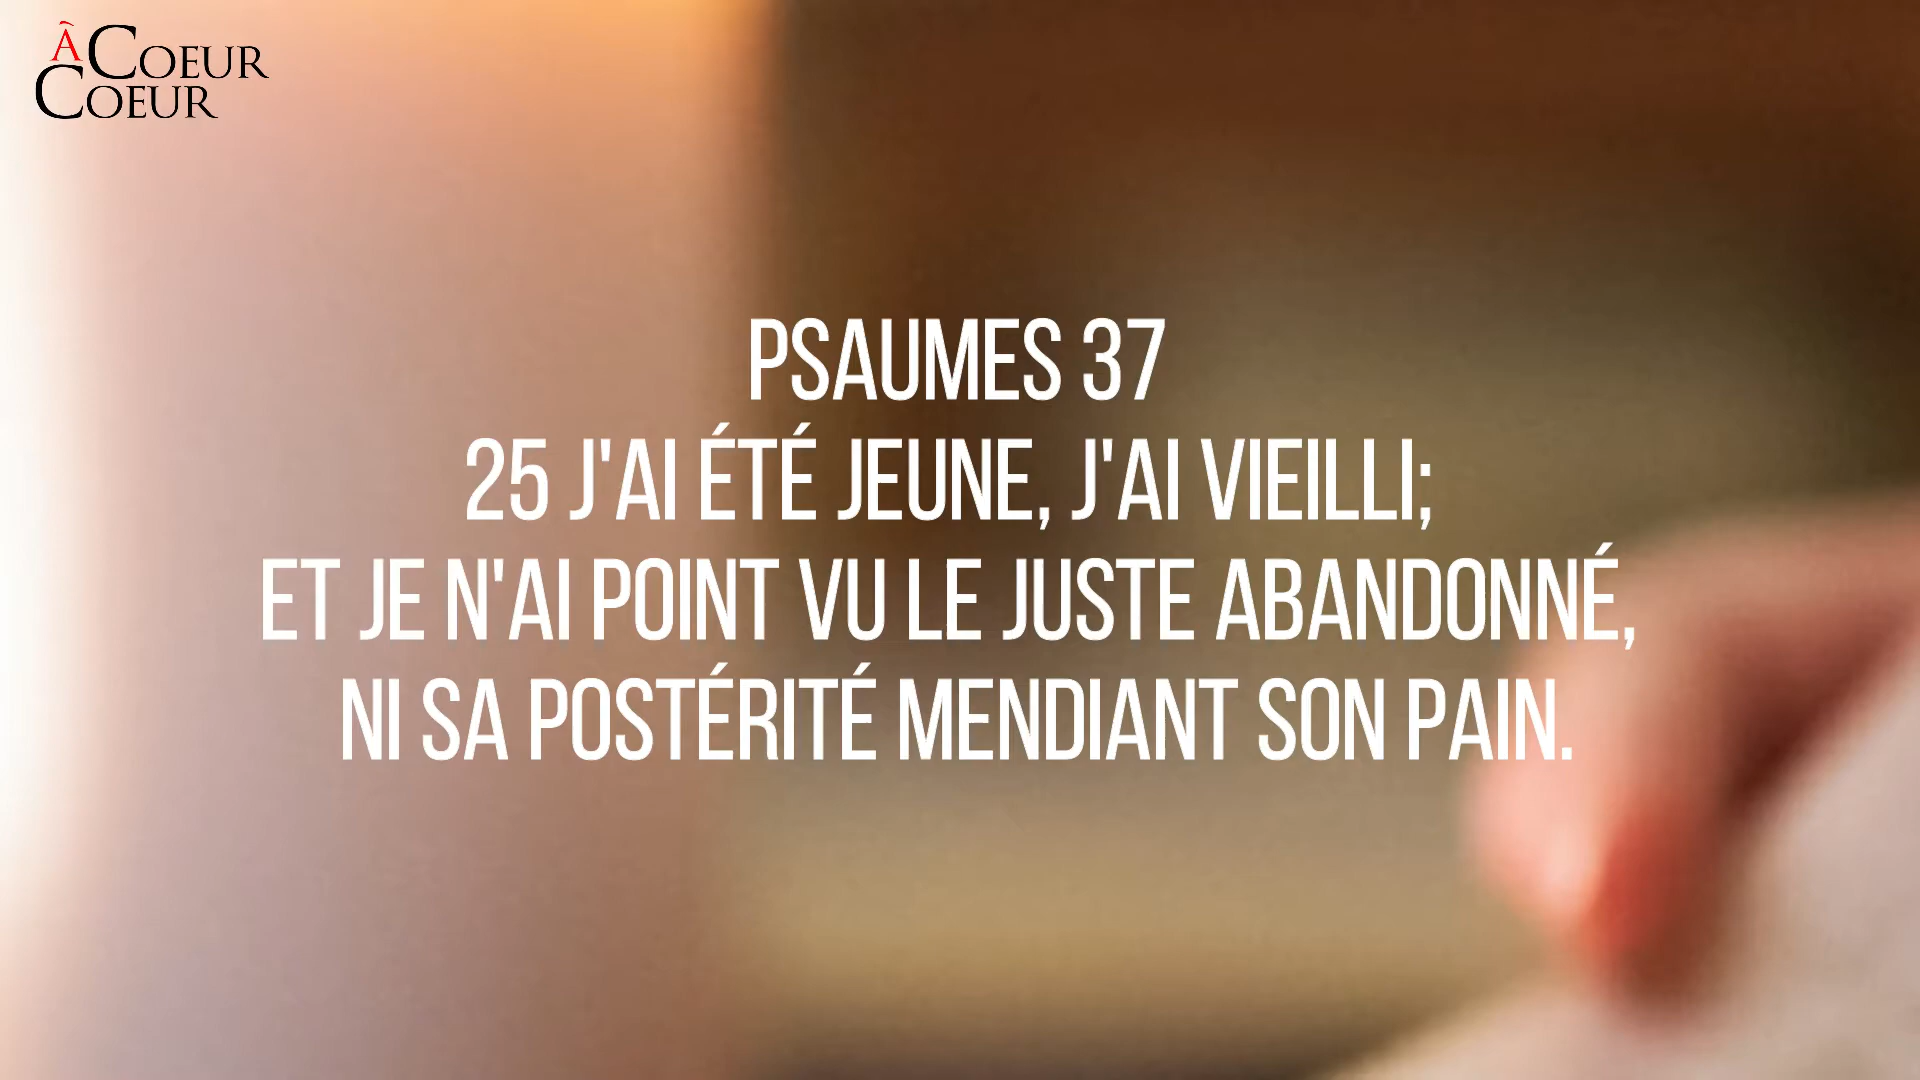 À COEUR
COEUR
PSAUMES 37
25 J'AI ÉTÉ JEUNE, J'AI VIEILLI;
ET JE N'AI POINT VU LE JUSTE ABANDONNÉ,
NI SA POSTÉRITÉ MENDIANT SON PAIN.